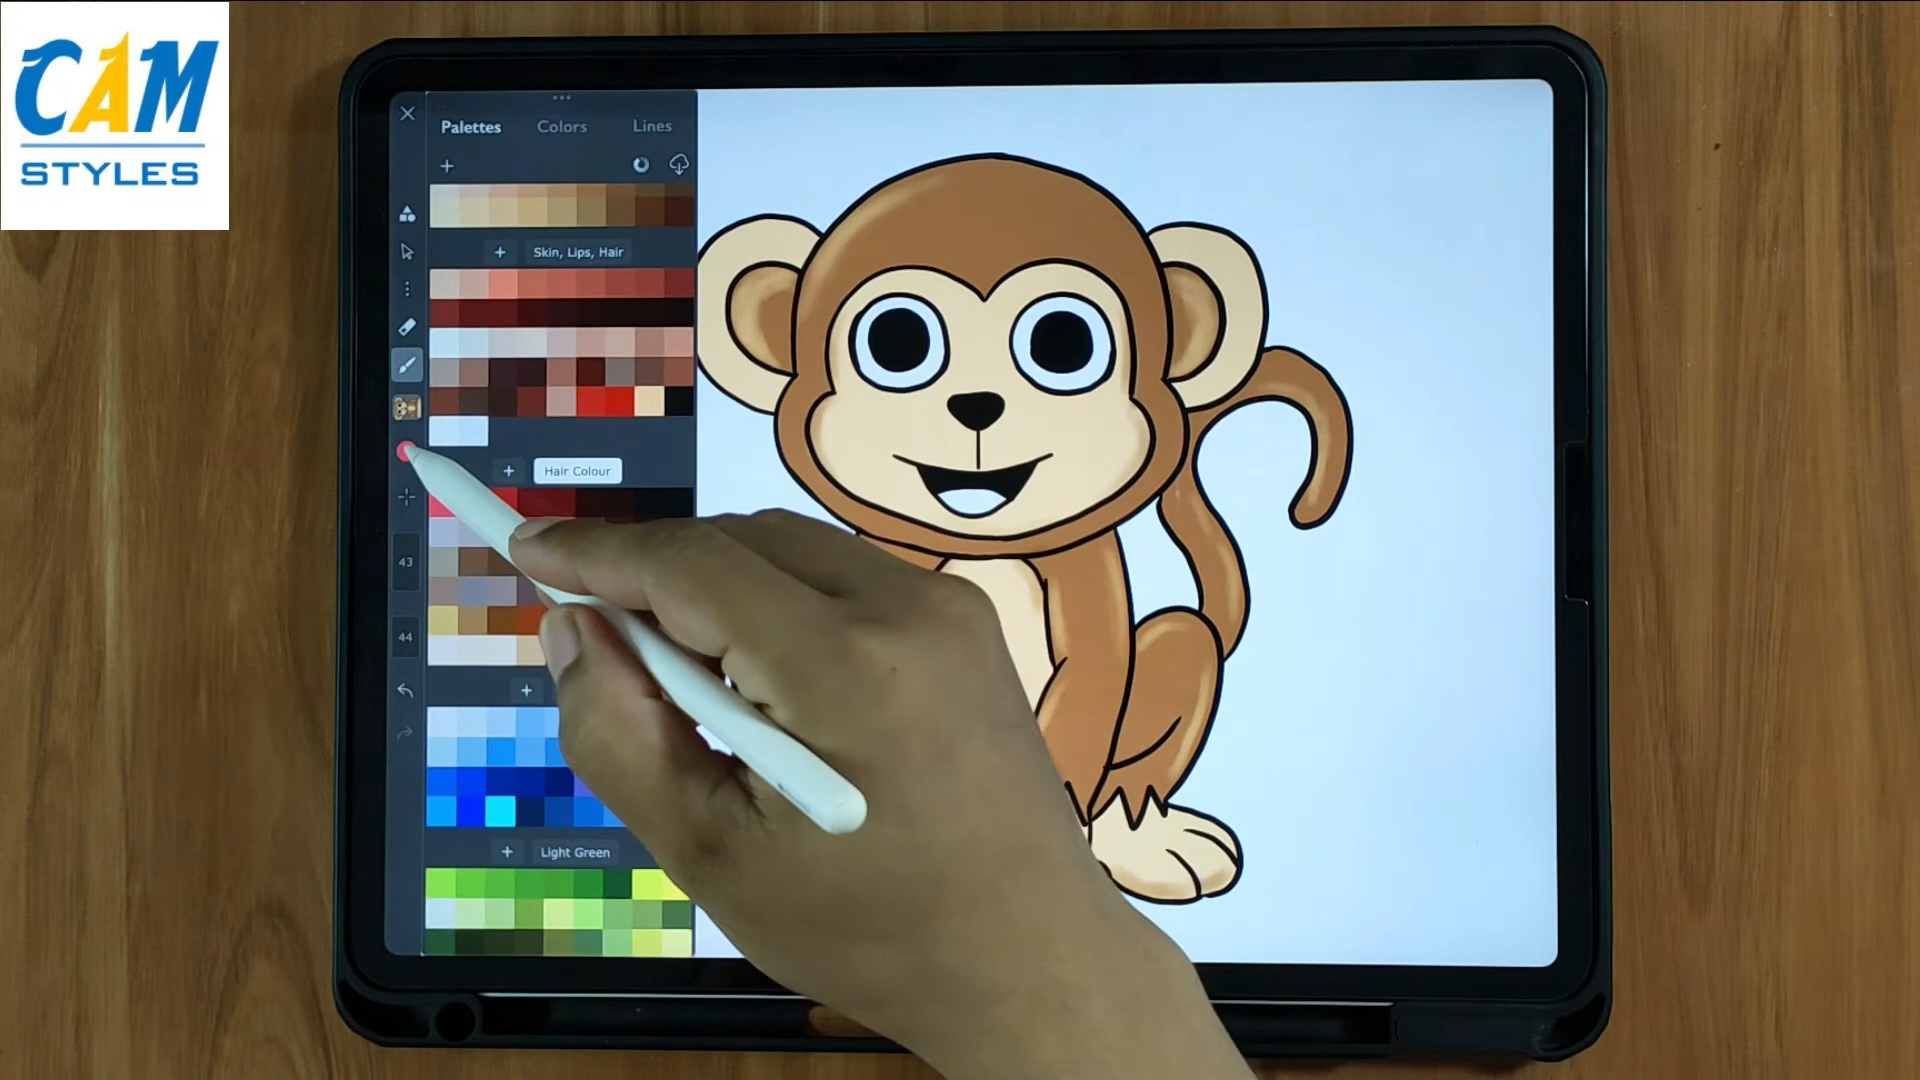 CAM
STYLES
Palettes Colors Lines
Skin, Lips, Hair
Hair Colour
43
44
Light Green